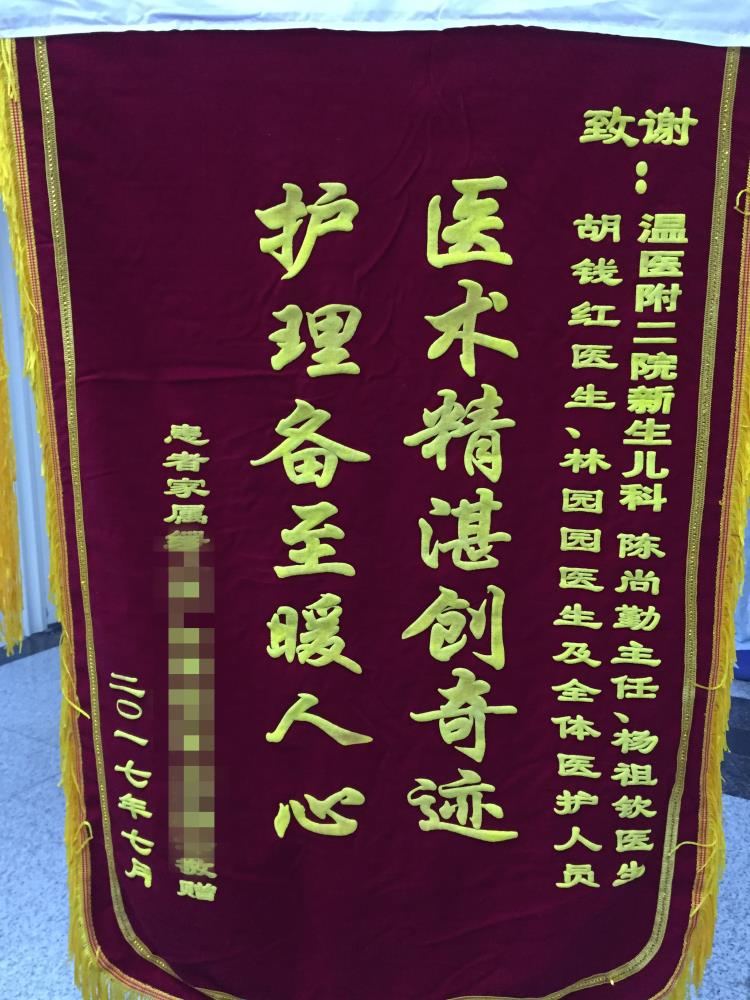 致谢：
温医附二院新生儿科 陈尚勤主任、杨祖钦医生
胡钱红医生、林园园医生及全体医护人员
医术精湛创奇迹
护理备至暖人心
患者家属
敬赠
二〇一七年七月